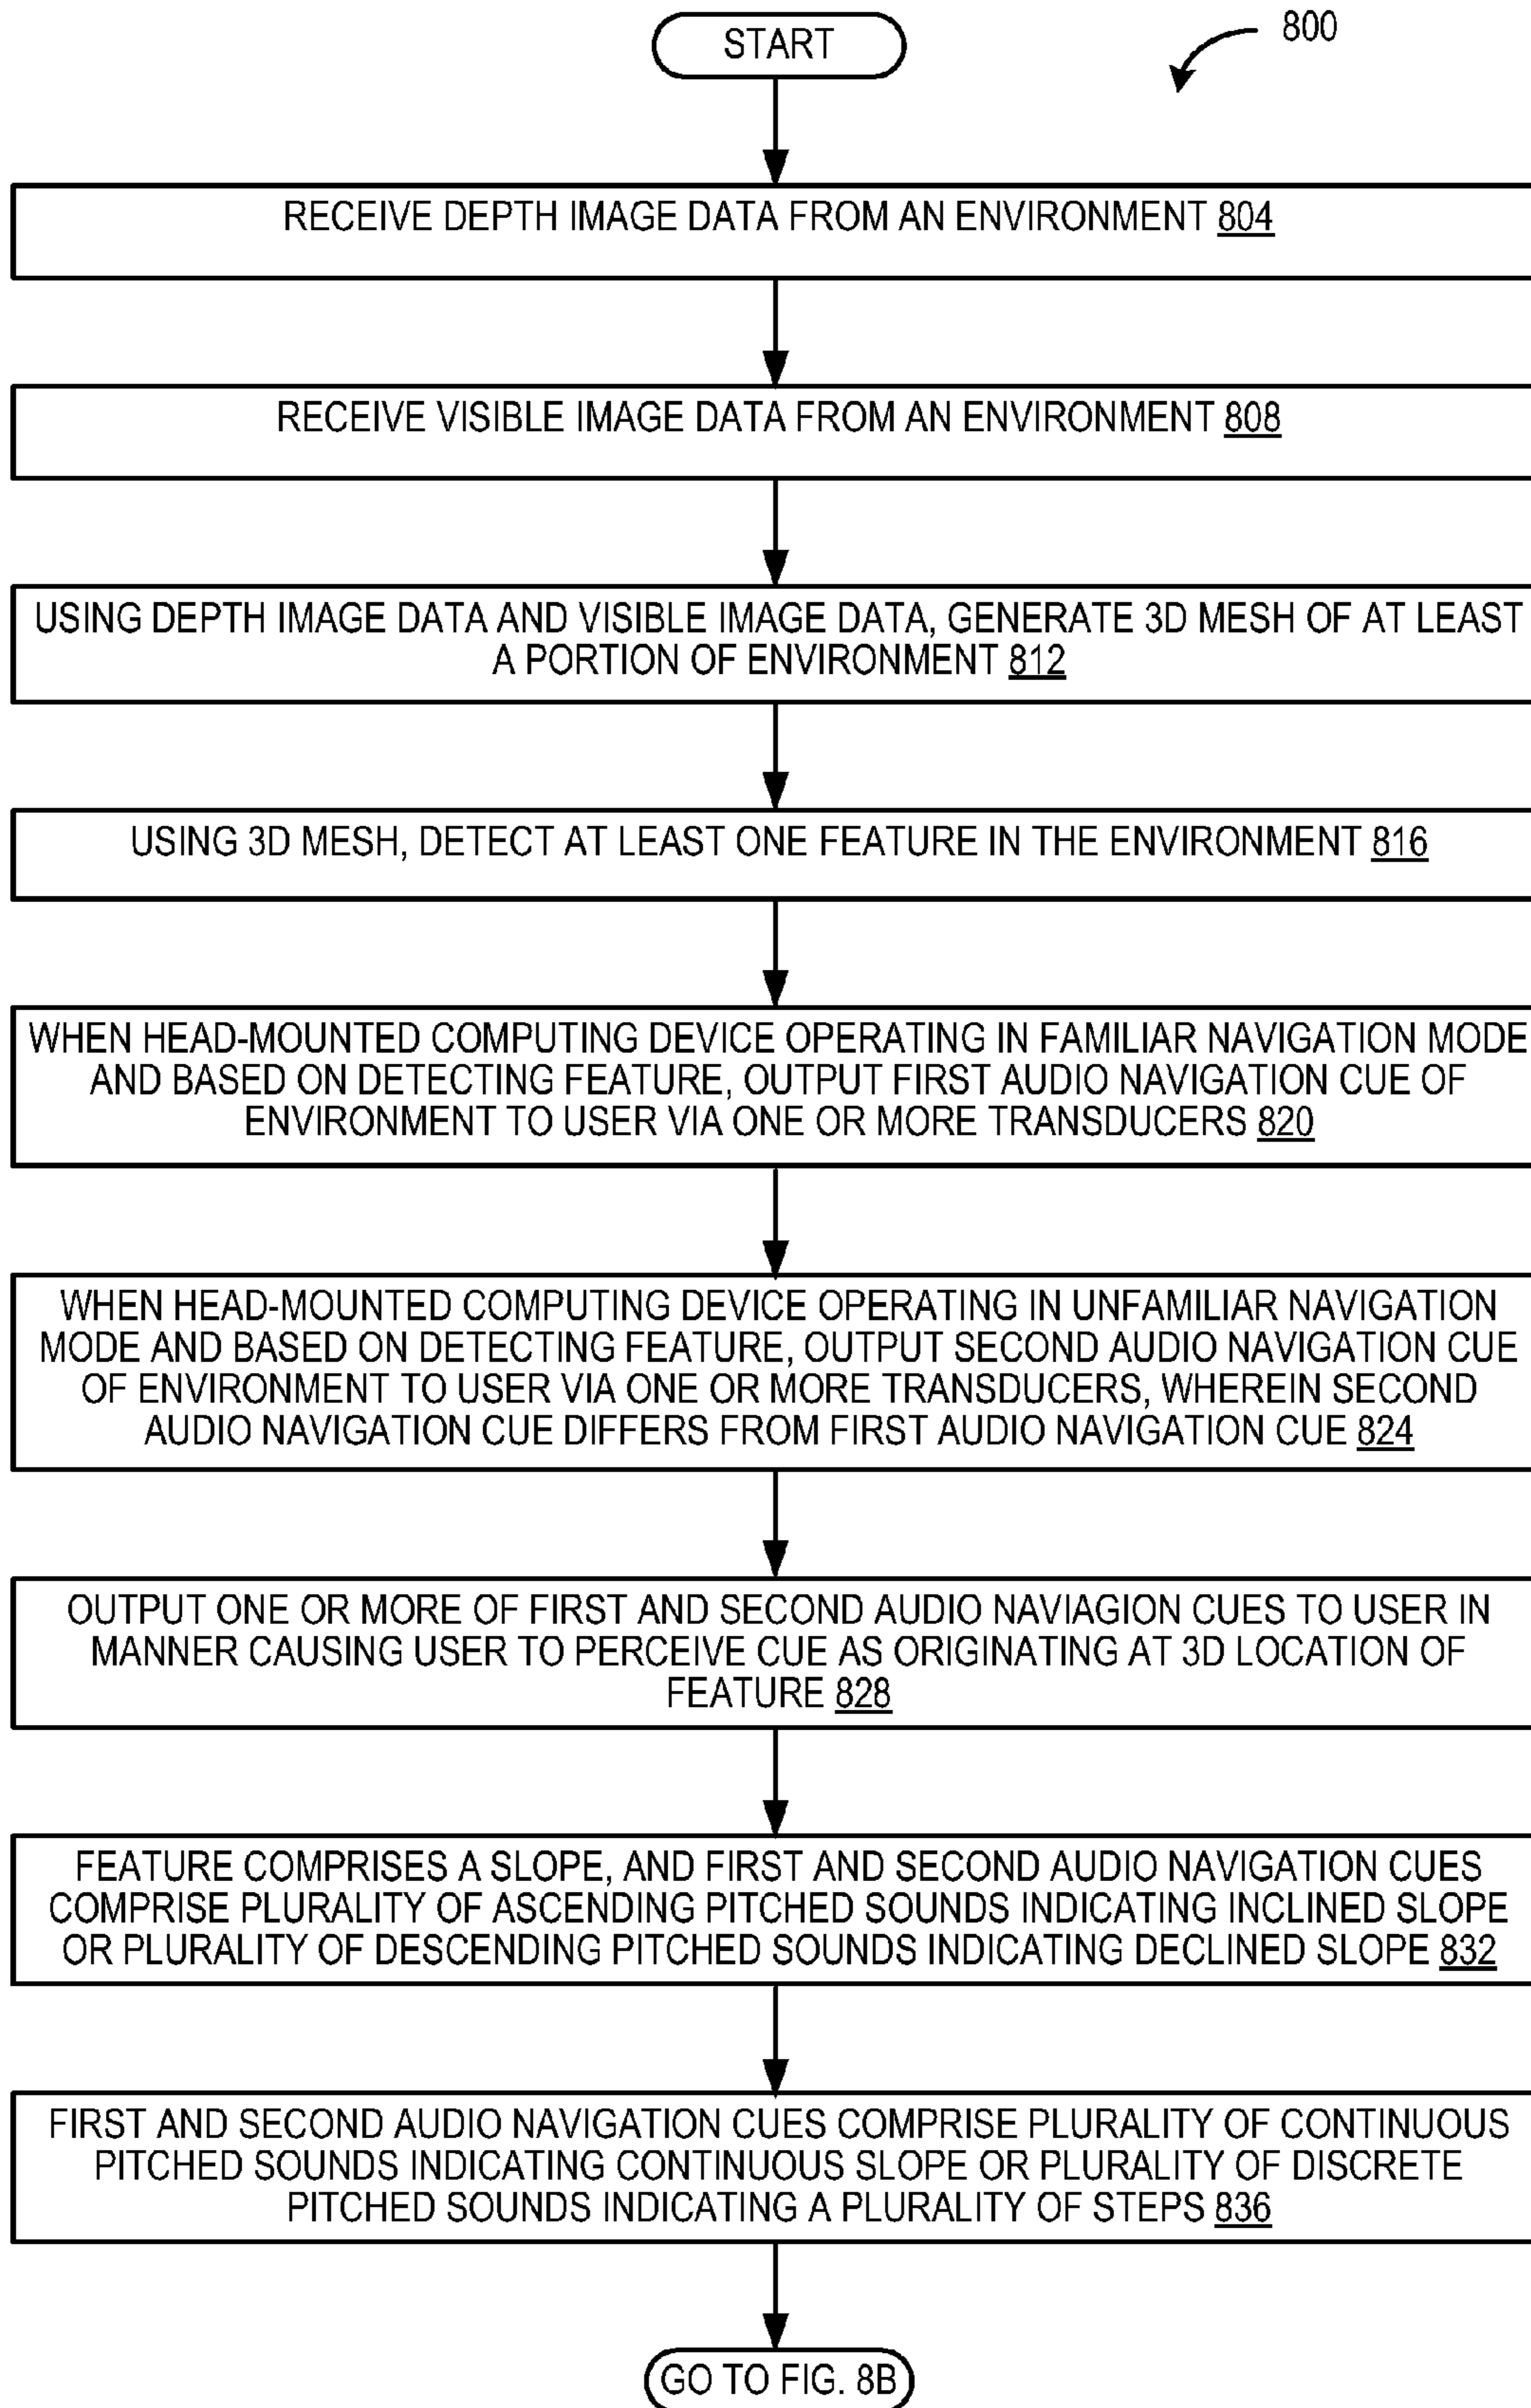 START
800
RECEIVE DEPTH IMAGE DATA FROM AN ENVIRONMENT 804
RECEIVE VISIBLE IMAGE DATA FROM AN ENVIRONMENT 808
USING DEPTH IMAGE DATA AND VISIBLE IMAGE DATA, GENERATE 3D MESH OF AT LEAST
A PORTION OF ENVIRONMENT 812
USING 3D MESH, DETECT AT LEAST ONE FEATURE IN THE ENVIRONMENT 816
WHEN HEAD-MOUNTED COMPUTING DEVICE OPERATING IN FAMILIAR NAVIGATION MODE
AND BASED ON DETECTING FEATURE, OUTPUT FIRST AUDIO NAVIGATION CUE OF
ENVIRONMENT TO USER VIA ONE OR MORE TRANSDUCERS 820
WHEN HEAD-MOUNTED COMPUTING DEVICE OPERATING IN UNFAMILIAR NAVIGATION
MODE AND BASED ON DETECTING FEATURE, OUTPUT SECOND AUDIO NAVIGATION CUE
OF ENVIRONMENT TO USER VIA ONE OR MORE TRANSDUCERS, WHEREIN SECOND
AUDIO NAVIGATION CUE DIFFERS FROM FIRST AUDIO NAVIGATION CUE 824
OUTPUT ONE OR MORE OF FIRST AND SECOND AUDIO NAVIAGION CUES TO USER IN
MANNER CAUSING USER TO PERCEIVE CUE AS ORIGINATING AT 3D LOCATION OF
FEATURE 828
FEATURE COMPRISES A SLOPE, AND FIRST AND SECOND AUDIO NAVIGATION CUES
COMPRISE PLURALITY OF ASCENDING PITCHED SOUNDS INDICATING INCLINED SLOPE
OR PLURALITY OF DESCENDING PITCHED SOUNDS INDICATING DECLINED SLOPE 832
FIRST AND SECOND AUDIO NAVIGATION CUES COMPRISE PLURALITY OF CONTINUOUS
PITCHED SOUNDS INDICATING CONTINUOUS SLOPE OR PLURALITY OF DISCRETE
PITCHED SOUNDS INDICATING A PLURALITY OF STEPS 836
GO TO FIG. 8B